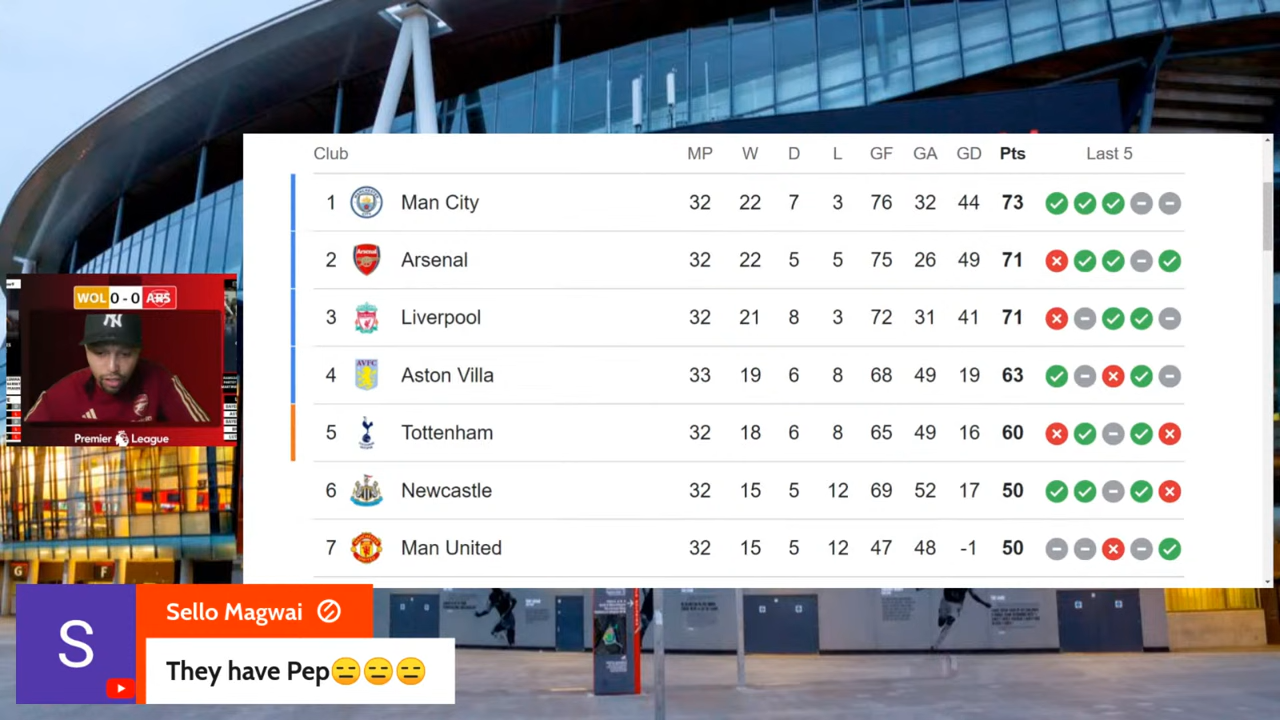 Club MP W D L GF GA GD Pts Last 5
1 Man City 32 22 7 3 76 32 44 73
2 Arsenal 32 22 5 5 75 26 49 71
3 Liverpool 32 21 8 3 72 31 41 71
4 Aston Villa 33 19 6 8 68 49 19 63
5 Tottenham 32 18 6 8 65 49 16 60
6 Newcastle 32 15 5 12 69 52 17 50
7 Man United 32 15 5 12 47 48 -1 50
WOL 0 - 0 ARS
Premier League
G F
S
Sello Magwai
They have Pep😑😑😑